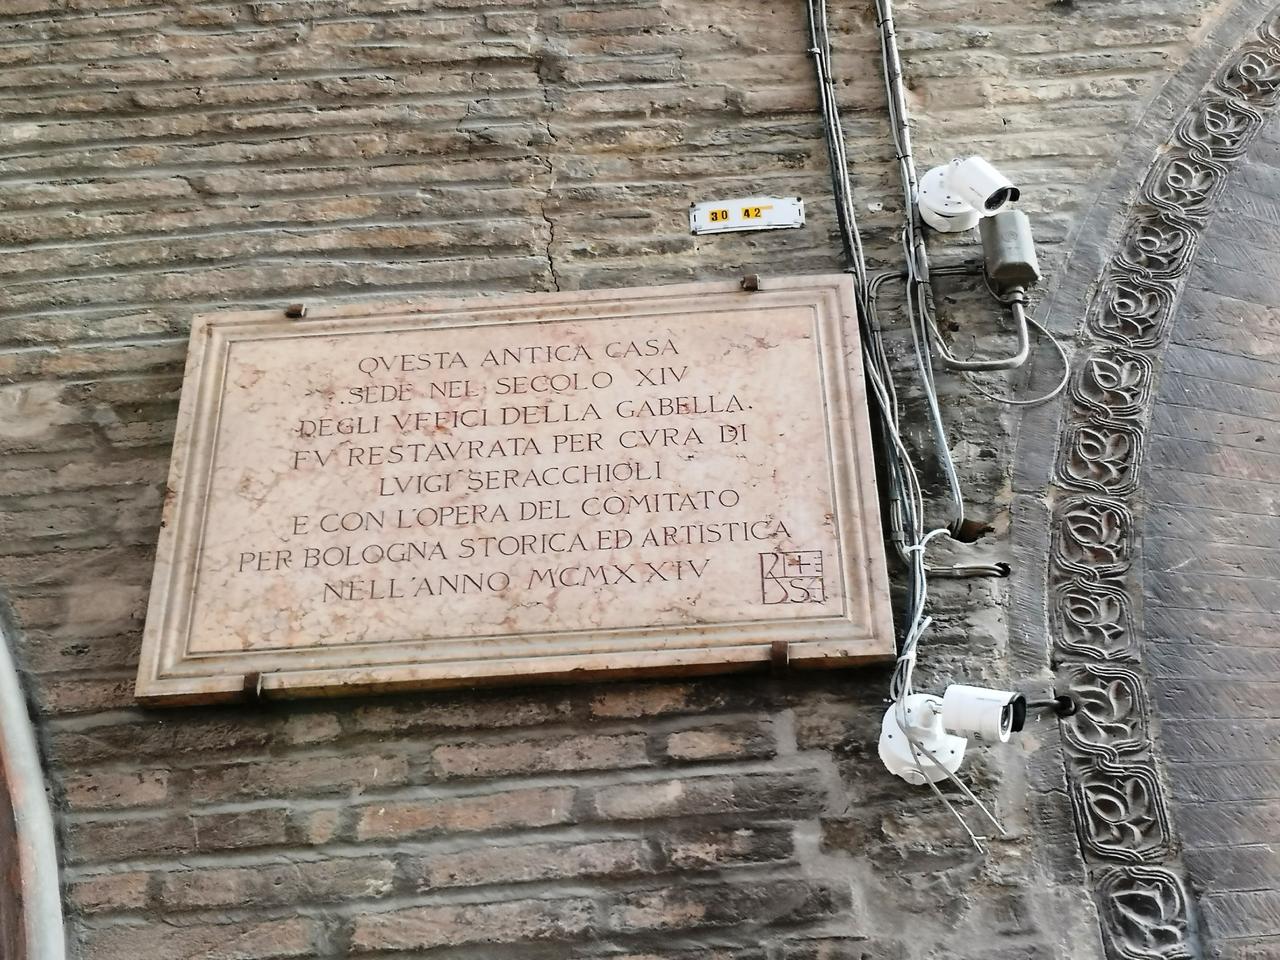 30 42
QVESTA ANTICA CASA
SEDE NEL SECOLO XIV
DEGLI VFFICI DELLA GABELLA
FV RESTAVRATA PER CVRA DI
LVIGI SERACCHIOLI
E CON L'OPERA DEL COMITATO
PER BOLOGNA STORICA ED ARTISTICA
NELL'ANNO MCMXXIV